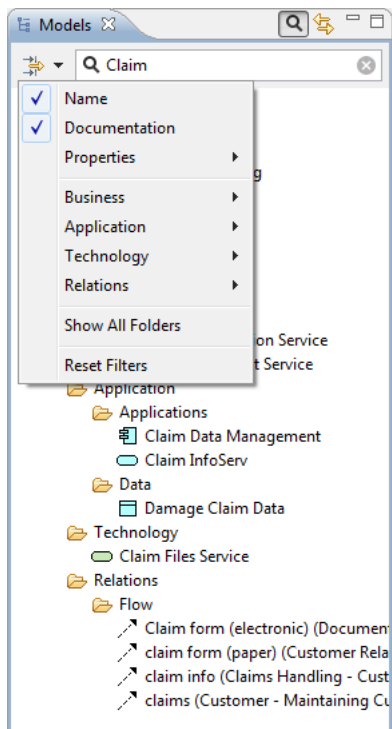 Models
Claim
Name
Documentation
Properties
g
Business
Application
Technology
Relations
Show All Folders
on Service
Reset Filters
t Service
Application
Applications
Claim Data Management
Claim InfoServ
Data
Damage Claim Data
Technology
Claim Files Service
Relations
Flow
Claim form (electronic) (Documen
claim form (paper) (Customer Rela
claim info (Claims Handling - Cust
claims (Customer - Maintaining Cu